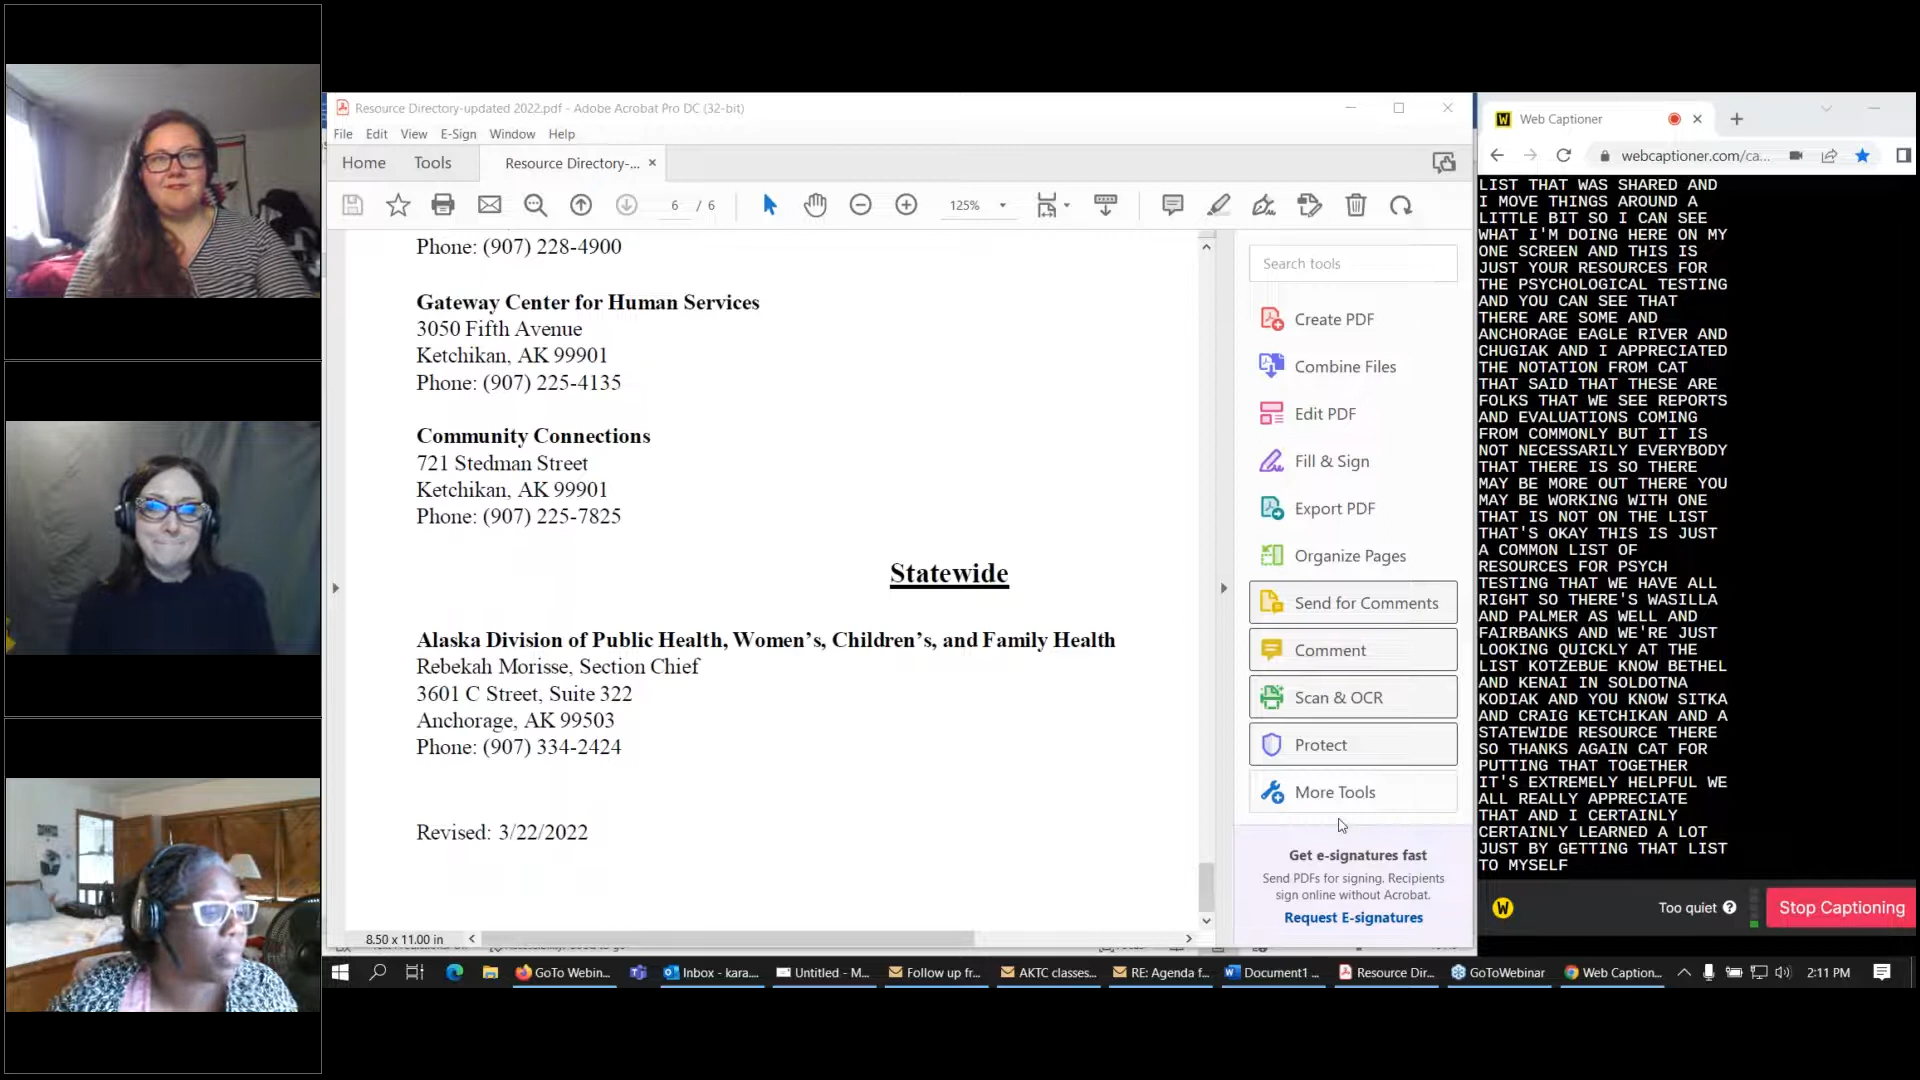 Resource Directory-updated 2022.pdf - Adobe Acrobat Pro DC (32-bit)
File Edit View E-Sign Window Help
Home Tools Resource Directory-... ×
6 / 6 125%
Phone: (907) 228-4900
Gateway Center for Human Services
3050 Fifth Avenue
Ketchikan, AK 99901
Phone: (907) 225-4135
Community Connections
721 Stedman Street
Ketchikan, AK 99901
Phone: (907) 225-7825
Statewide
Alaska Division of Public Health, Women’s, Children’s, and Family Health
Rebekah Morisse, Section Chief
3601 C Street, Suite 322
Anchorage, AK 99503
Phone: (907) 334-2424
Revised: 3/22/2022
8.50 x 11.00 in
Search tools
Create PDF
Combine Files
Edit PDF
Fill & Sign
Export PDF
Organize Pages
Send for Comments
Comment
Scan & OCR
Protect
More Tools
Get e-signatures fast
Send PDFs for signing. Recipients
sign online without Acrobat.
Request E-signatures
W Web Captioner
webcaptioner.com/ca...
LIST THAT WAS SHARED AND
I MOVE THINGS AROUND A
LITTLE BIT SO I CAN SEE
WHAT I'M DOING HERE ON MY
ONE SCREEN AND THIS IS
JUST YOUR RESOURCES FOR
THE PSYCHOLOGICAL TESTING
AND YOU CAN SEE THAT
THERE ARE SOME AND
ANCHORAGE EAGLE RIVER AND
CHUGIAK AND I APPRECIATED
THE NOTATION FROM CAT
THAT SAID THAT THESE ARE
FOLKS THAT WE SEE REPORTS
AND EVALUATIONS COMING
FROM COMMONLY BUT IT IS
NOT NECESSARILY EVERYBODY
THAT THERE IS SO THERE
MAY BE MORE OUT THERE YOU
MAY BE WORKING WITH ONE
THAT IS NOT ON THE LIST
THAT'S OKAY THIS IS JUST
A COMMON LIST OF
RESOURCES FOR PSYCH
TESTING THAT WE HAVE ALL
RIGHT SO THERE'S WASILLA
AND PALMER AS WELL AND
FAIRBANKS AND WE'RE JUST
LOOKING QUICKLY AT THE
LIST KOTZEBUE KNOW BETHEL
AND KENAI IN SOLDOTNA
KODIAK AND YOU KNOW SITKA
AND CRAIG KETCHIKAN AND A
STATEWIDE RESOURCE THERE
SO THANKS AGAIN CAT FOR
PUTTING THAT TOGETHER
IT'S EXTREMELY HELPFUL WE
ALL REALLY APPRECIATE
THAT AND I CERTAINLY
CERTAINLY LEARNED A LOT
JUST BY GETTING THAT LIST
TO MYSELF
W Too quiet Stop Captioning
GoTo Webin... Inbox - kara.... Untitled - M... Follow up fr... AKTC classes... RE: Agenda f... Document1 ... Resource Dir... GoToWebinar Web Caption... 2:11 PM